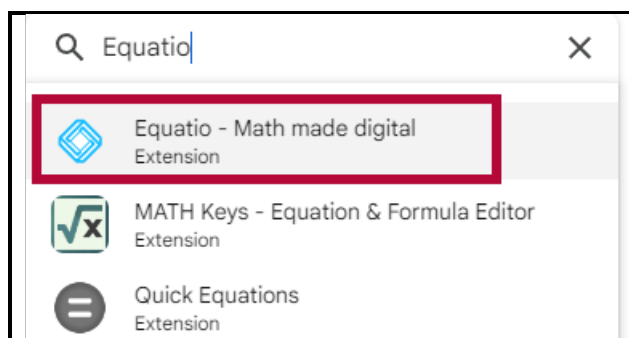 Equatio
Equatio - Math made digital
Extension
√x
MATH Keys - Equation & Formula Editor
Extension
Quick Equations
Extension